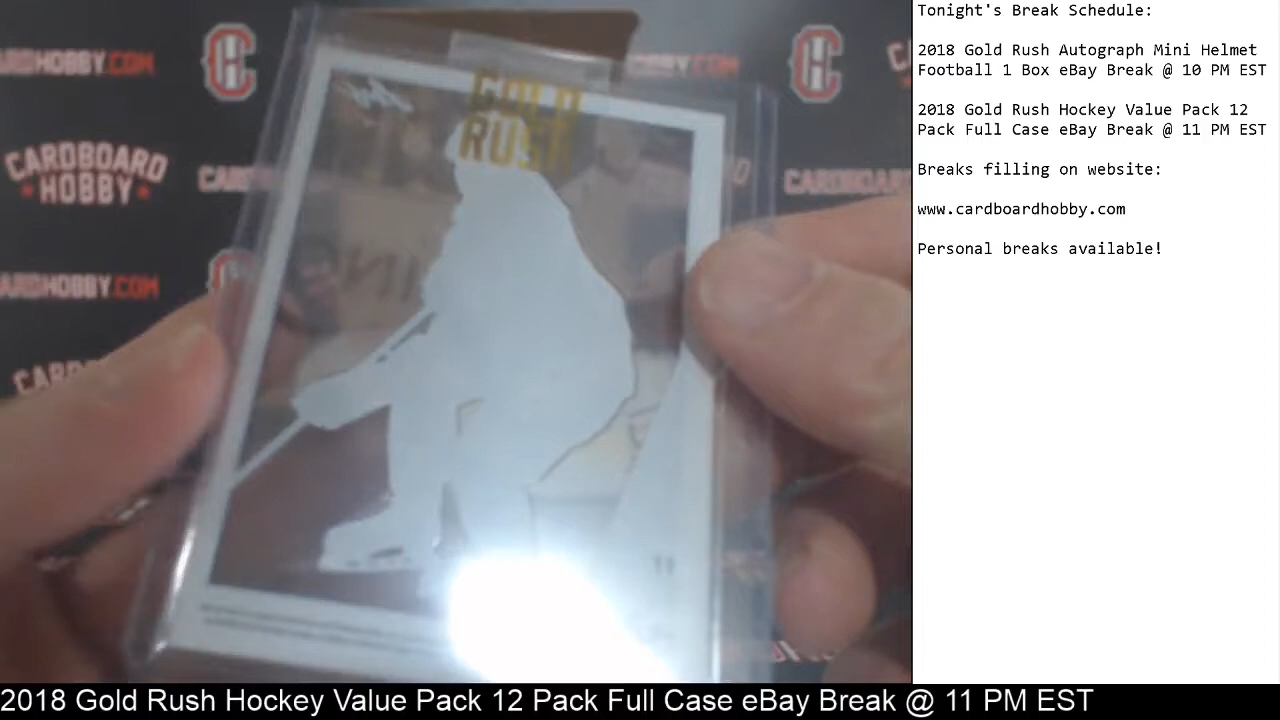 CARDBOARDHOBBY.COM
CARDBOARD
HOBBY
GOLD
RUSH
11
Tonight's Break Schedule:
2018 Gold Rush Autograph Mini Helmet
Football 1 Box eBay Break @ 10 PM EST
2018 Gold Rush Hockey Value Pack 12
Pack Full Case eBay Break @ 11 PM EST
Breaks filling on website:
www.cardboardhobby.com
Personal breaks available!
2018 Gold Rush Hockey Value Pack 12 Pack Full Case eBay Break @ 11 PM EST